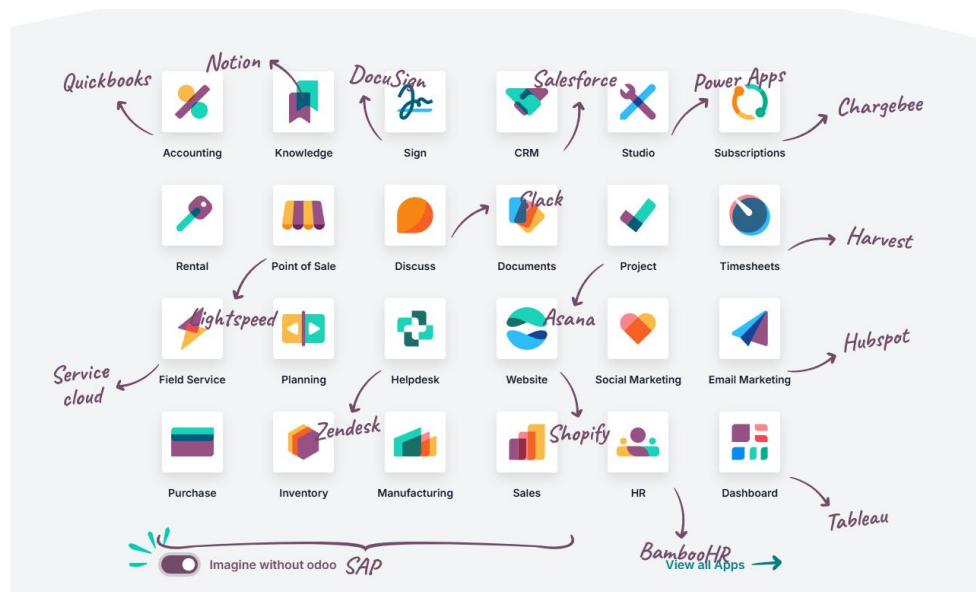 Quickbooks
Notion
DocuSign
Salesforce
Power Apps
Chargebee
Accounting
Knowledge
Sign
CRM
Studio
Subscriptions
Slack
Harvest
Rental
Point of Sale
Discuss
Documents
Project
Timesheets
Lightspeed
Asana
Hubspot
Service
cloud
Field Service
Planning
Helpdesk
Website
Social Marketing
Email Marketing
Zendesk
Shopify
Purchase
Inventory
Manufacturing
Sales
HR
Dashboard
Tableau
Imagine without odoo
SAP
BambooHR
View all Apps